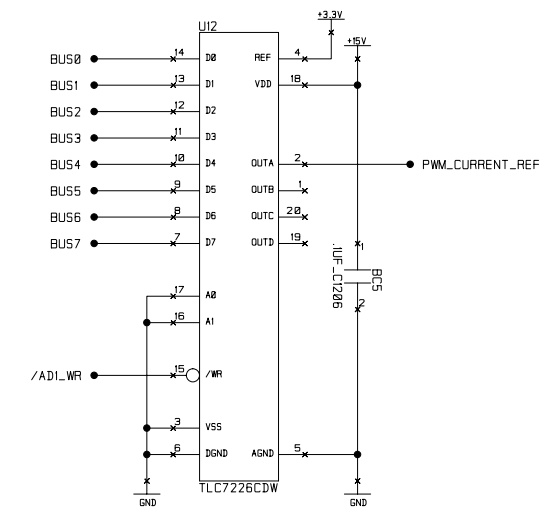 +3.3V
U12
+15V
BUS0 14 D0 REF 4
BUS1 13 D1 VDD 18
BUS2 12 D2
BUS3 11 D3
BUS4 10 D4 OUTA 2 PWM_CURRENT_REF
BUS5 9 D5 OUTB 1
BUS6 8 D6 OUTC 20
BUS7 7 D7 OUTD 19
1
.1UF_C1206
BC5
2
17 A0
16 A1
/AD1_WR 15 /WR
3 VSS
6 DGND AGND 5
TLC7226CDW
GND
GND